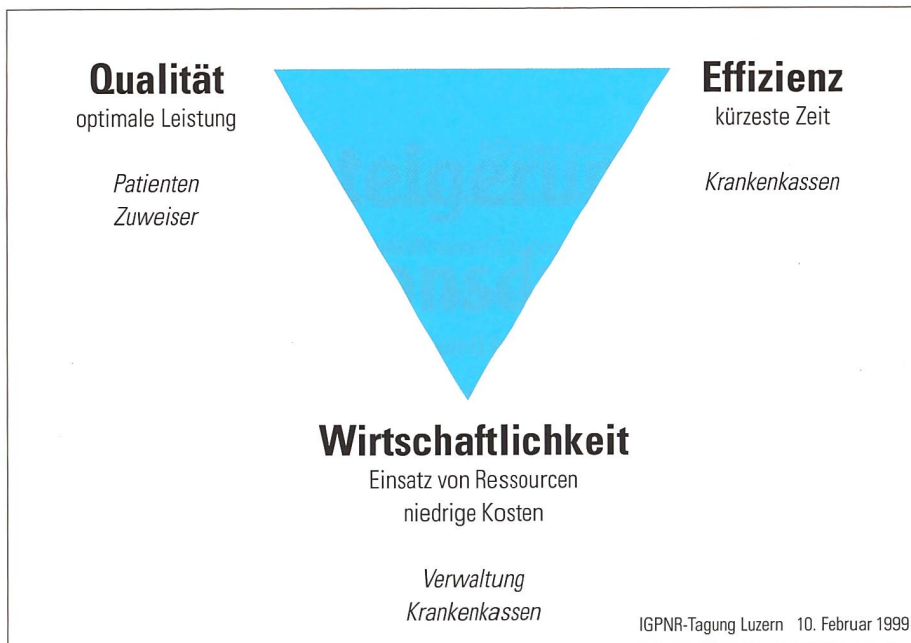 Qualität
optimale Leistung
Patienten
Zuweiser
Effizienz
kürzeste Zeit
Krankenkassen
Wirtschaftlichkeit
Einsatz von Ressourcen
niedrige Kosten
Verwaltung
Krankenkassen
IGPNR-Tagung Luzern 10. Februar 1999